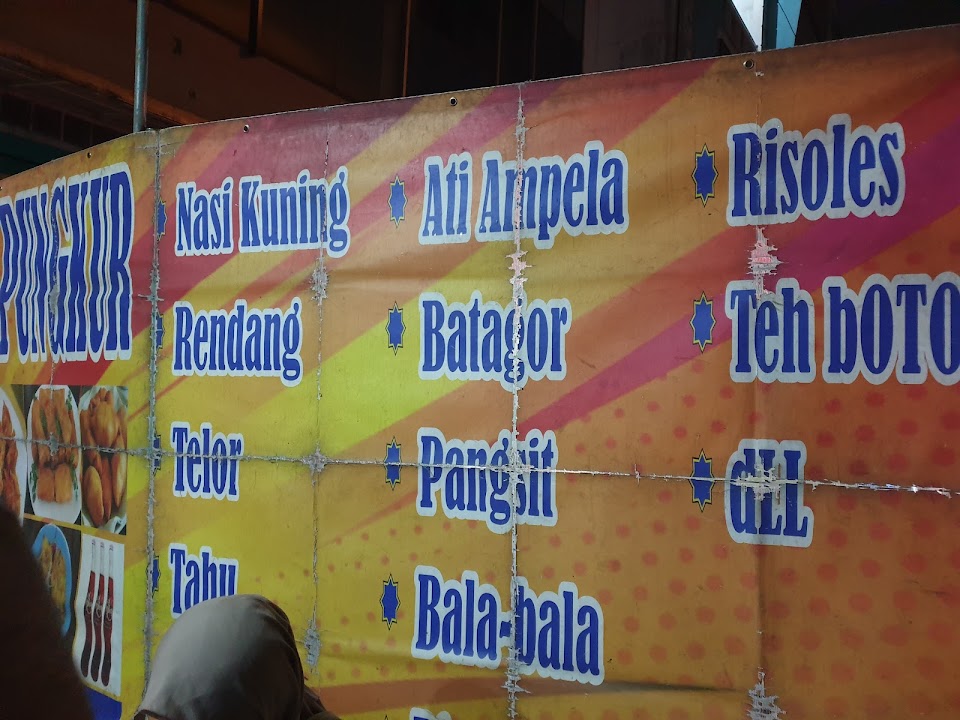 PUNGKUR
Nasi Kuning
Rendang
Telor
Tahu
Ati Ampela
Batagor
Pangsit
Bala-bala
Risoles
Teh bOTO
dLL